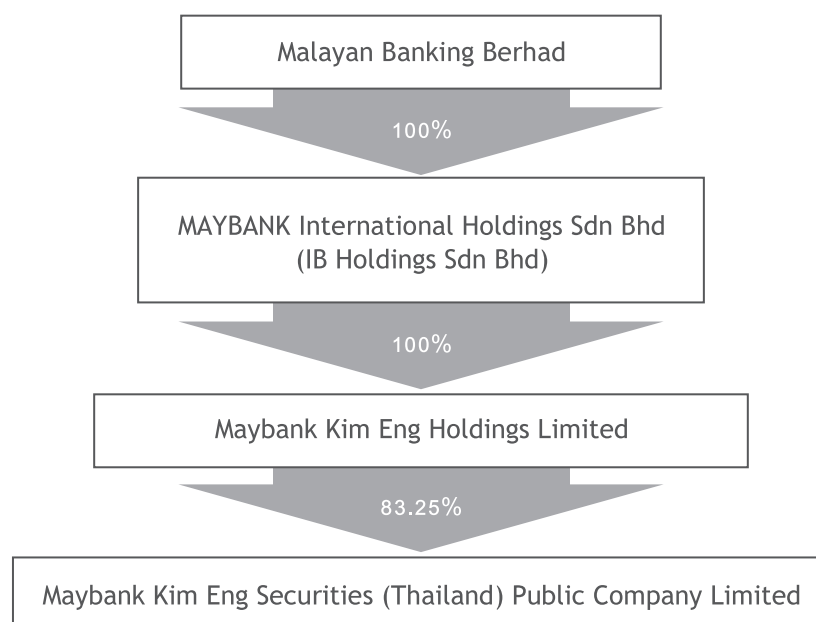 Malayan Banking Berhad
100%
MAYBANK International Holdings Sdn Bhd
(IB Holdings Sdn Bhd)
100%
Maybank Kim Eng Holdings Limited
83.25%
Maybank Kim Eng Securities (Thailand) Public Company Limited